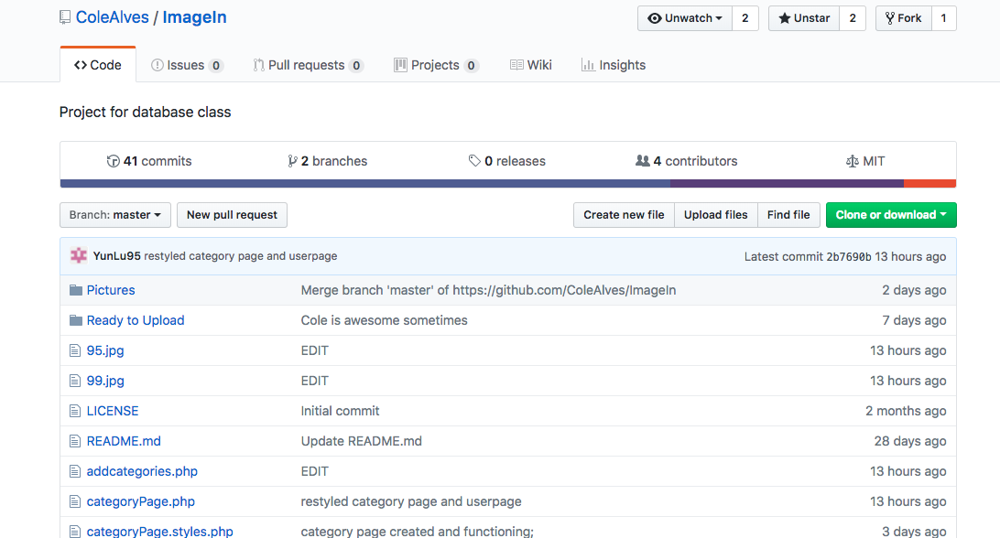 ColeAlves / ImageIn
Unwatch 2 Unstar 2 Fork 1
Code Issues 0 Pull requests 0 Projects 0 Wiki Insights
Project for database class
41 commits 2 branches 0 releases 4 contributors MIT
Branch: master New pull request Create new file Upload files Find file Clone or download
YunLu95 restyled category page and userpage Latest commit 2b7690b 13 hours ago
Pictures Merge branch 'master' of https://github.com/ColeAlves/ImageIn 2 days ago
Ready to Upload Cole is awesome sometimes 7 days ago
95.jpg EDIT 13 hours ago
99.jpg EDIT 13 hours ago
LICENSE Initial commit 2 months ago
README.md Update README.md 28 days ago
addcategories.php EDIT 13 hours ago
categoryPage.php restyled category page and userpage 13 hours ago
categoryPage.styles.php category page created and functioning; 3 days ago